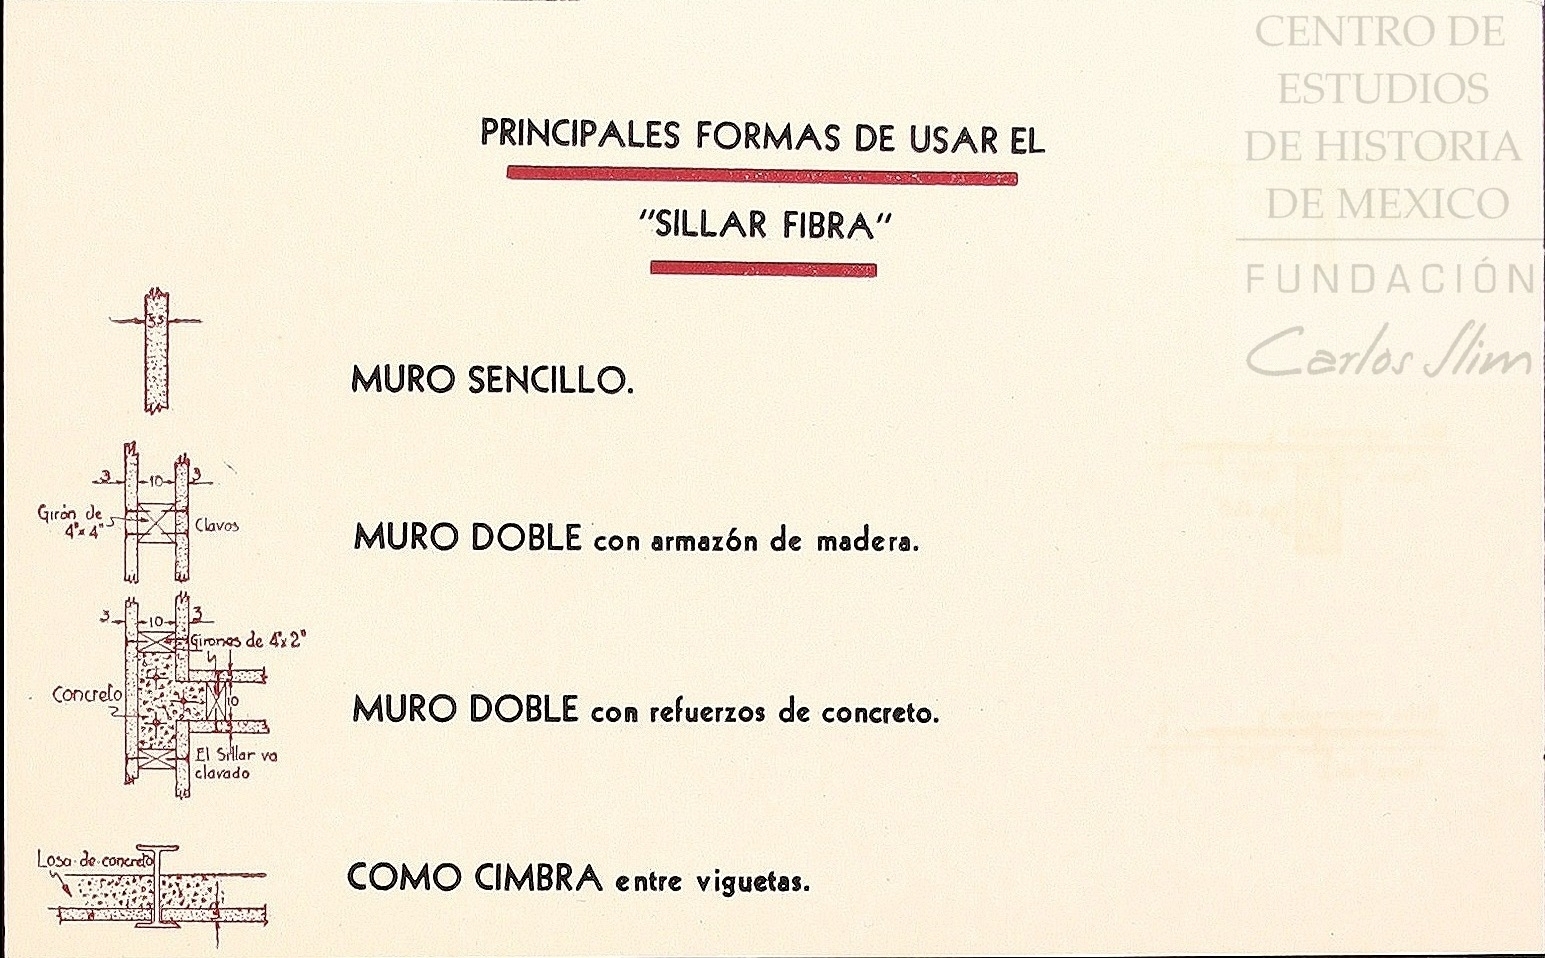 CENTRO DE
ESTUDIOS
DE HISTORIA
DE MEXICO
FUNDACIÓN
Carlos Slim
PRINCIPALES FORMAS DE USAR EL
"SILLAR FIBRA"
MURO SENCILLO.
3 10 3
Girón de
4"x4"
Clavos
MURO DOBLE con armazón de madera.
3 10 3
Girones de 4"x2"
Concreto
10
El Sillar va
clavado
MURO DOBLE con refuerzos de concreto.
Losa de concreto
COMO CIMBRA entre viguetas.